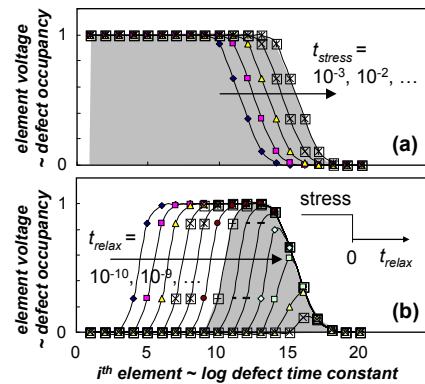 1
element voltage
~ defect occupancy
0
t_stress =
10^-3, 10^-2, ...
(a)
1
element voltage
~ defect occupancy
0
t_relax =
10^-10, 10^-9, ...
stress
0
t_relax
(b)
0 5 10 15 20
i^th element ~ log defect time constant